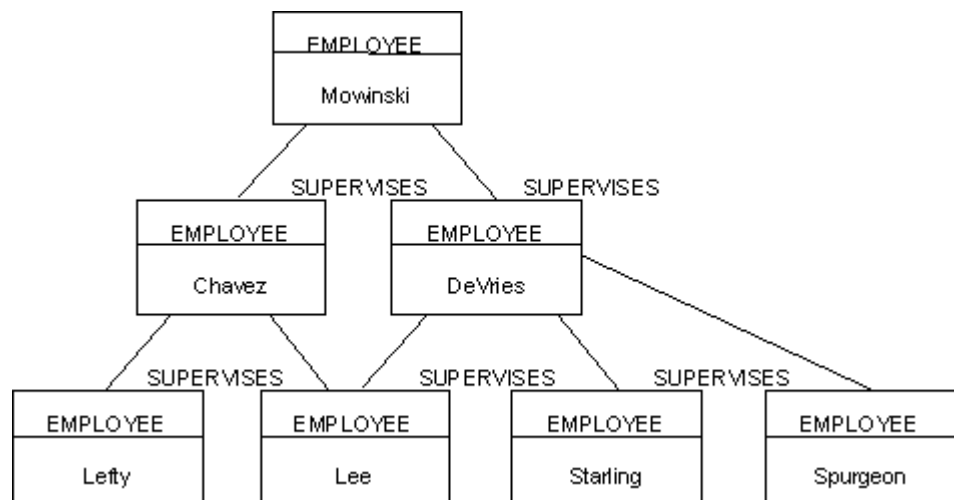 EMPLOYEE
Mowinski
SUPERVISES SUPERVISES
EMPLOYEE EMPLOYEE
Chavez DeVries
SUPERVISES SUPERVISES SUPERVISES
EMPLOYEE EMPLOYEE EMPLOYEE EMPLOYEE
Lefty Lee Starling Spurgeon